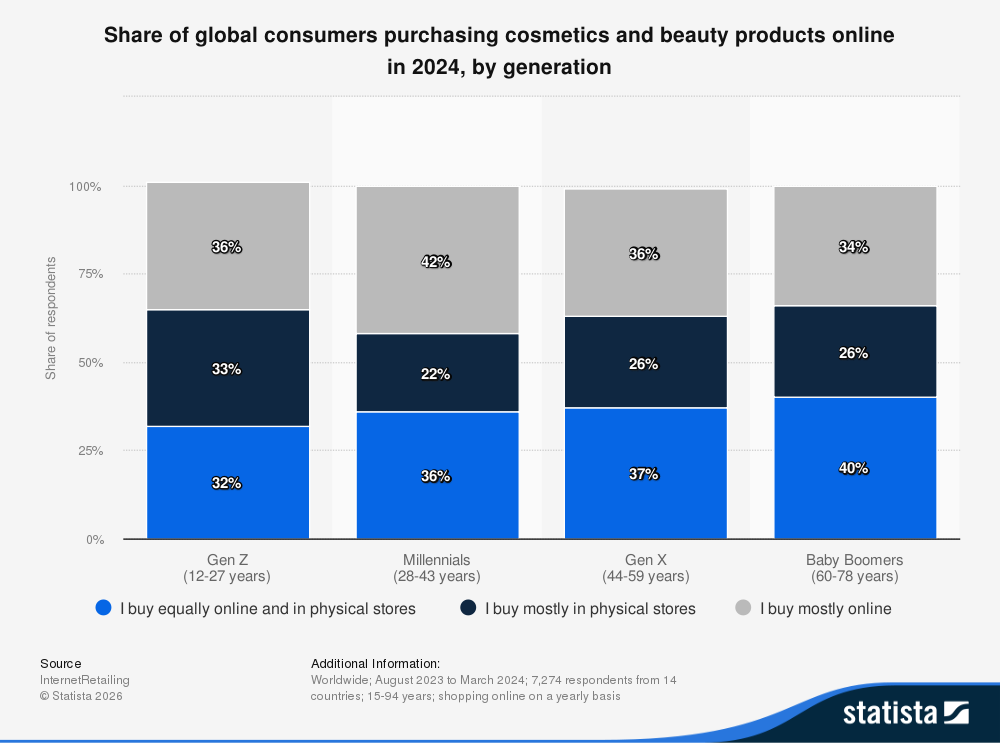 Share of global consumers purchasing cosmetics and beauty products online
in 2024, by generation
Share of respondents
100%
75%
50%
25%
0%
36%
42%
36%
34%
33%
22%
26%
26%
32%
36%
37%
40%
Gen Z
(12-27 years)
Millennials
(28-43 years)
Gen X
(44-59 years)
Baby Boomers
(60-78 years)
I buy equally online and in physical stores
I buy mostly in physical stores
I buy mostly online
Source
InternetRetailing
© Statista 2026
Additional Information:
Worldwide; August 2023 to March 2024; 7,274 respondents from 14
countries; 15-94 years; shopping online on a yearly basis
statista